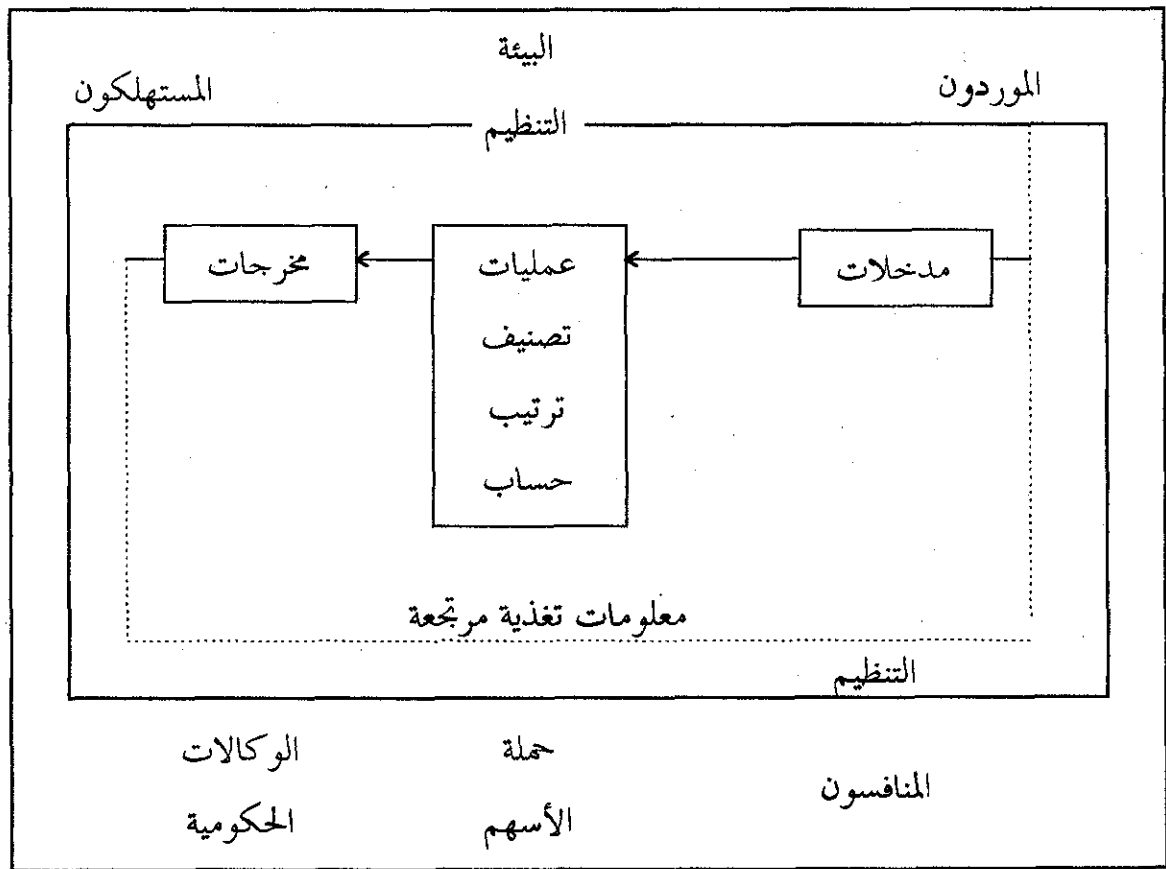 البيئة
الموردون
المستهلكون
التنظيم
مدخلات
عمليات
مخرجات
تصنيف
ترتيب
حساب
معلومات تغذية مرتجعة
التنظيم
المنافسون
حملة
الأسهم
الوكالات
الحكومية